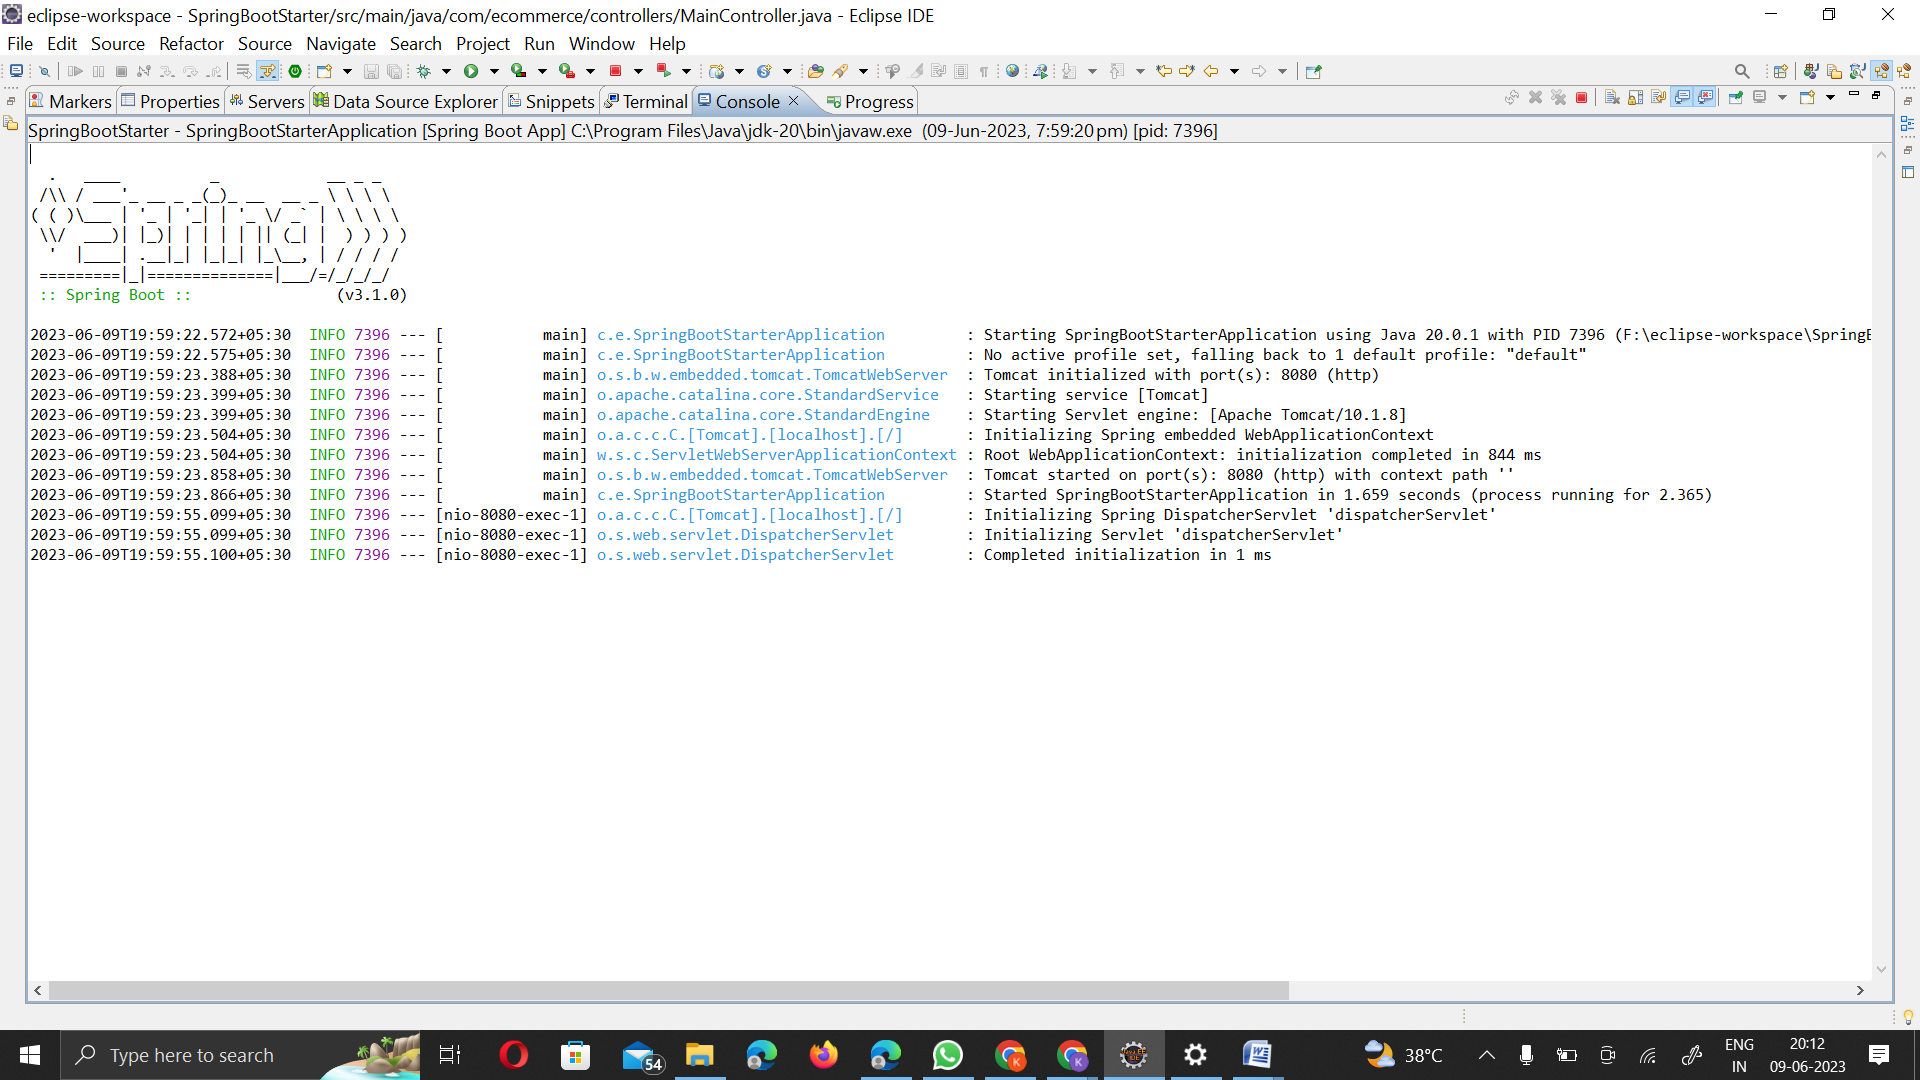 eclipse-workspace - SpringBootStarter/src/main/java/com/ecommerce/controllers/MainController.java - Eclipse IDE
File Edit Source Refactor Source Navigate Search Project Run Window Help
Markers Properties Servers Data Source Explorer Snippets Terminal Console Progress
SpringBootStarter - SpringBootStarterApplication [Spring Boot App] C:\Program Files\Java\jdk-20\bin\javaw.exe (09-Jun-2023, 7:59:20 pm) [pid: 7396]
Spring
:: Spring Boot :: (v3.1.0)
2023-06-09T19:59:22.572+05:30 INFO 7396 --- [ main] c.e.SpringBootStarterApplication : Starting SpringBootStarterApplication using Java 20.0.1 with PID 7396 (F:\eclipse-workspace\SpringB
2023-06-09T19:59:22.575+05:30 INFO 7396 --- [ main] c.e.SpringBootStarterApplication : No active profile set, falling back to 1 default profile: "default"
2023-06-09T19:59:23.388+05:30 INFO 7396 --- [ main] o.s.b.w.embedded.tomcat.TomcatWebServer : Tomcat initialized with port(s): 8080 (http)
2023-06-09T19:59:23.399+05:30 INFO 7396 --- [ main] o.apache.catalina.core.StandardService : Starting service [Tomcat]
2023-06-09T19:59:23.399+05:30 INFO 7396 --- [ main] o.apache.catalina.core.StandardEngine : Starting Servlet engine: [Apache Tomcat/10.1.8]
2023-06-09T19:59:23.504+05:30 INFO 7396 --- [ main] o.a.c.c.C.[Tomcat].[localhost].[/] : Initializing Spring embedded WebApplicationContext
2023-06-09T19:59:23.504+05:30 INFO 7396 --- [ main] w.s.c.ServletWebServerApplicationContext : Root WebApplicationContext: initialization completed in 844 ms
2023-06-09T19:59:23.858+05:30 INFO 7396 --- [ main] o.s.b.w.embedded.tomcat.TomcatWebServer : Tomcat started on port(s): 8080 (http) with context path ''
2023-06-09T19:59:23.866+05:30 INFO 7396 --- [ main] c.e.SpringBootStarterApplication : Started SpringBootStarterApplication in 1.659 seconds (process running for 2.365)
2023-06-09T19:59:55.099+05:30 INFO 7396 --- [nio-8080-exec-1] o.a.c.c.C.[Tomcat].[localhost].[/] : Initializing Spring DispatcherServlet 'dispatcherServlet'
2023-06-09T19:59:55.099+05:30 INFO 7396 --- [nio-8080-exec-1] o.s.web.servlet.DispatcherServlet : Initializing Servlet 'dispatcherServlet'
2023-06-09T19:59:55.100+05:30 INFO 7396 --- [nio-8080-exec-1] o.s.web.servlet.DispatcherServlet : Completed initialization in 1 ms
Type here to search
54
K
K
38°C
ENG
IN
20:12
09-06-2023